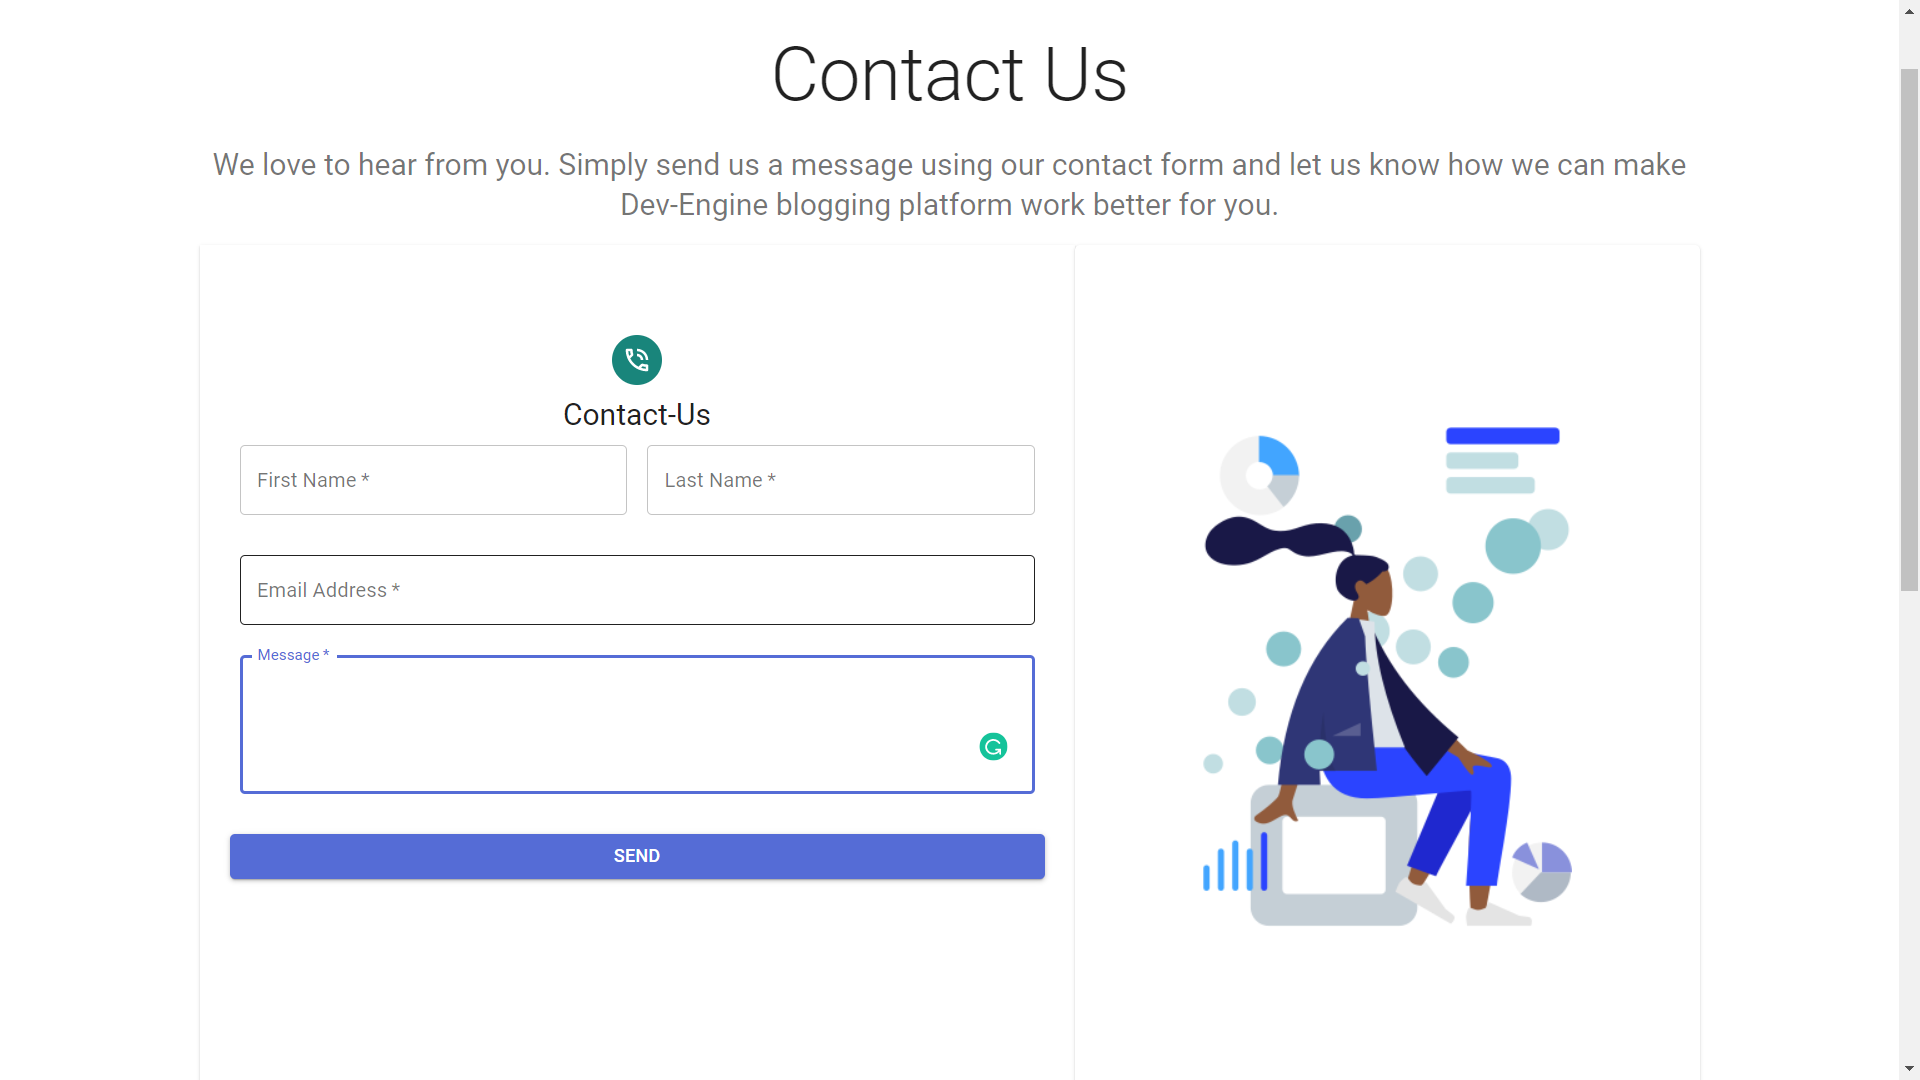 Contact Us
We love to hear from you. Simply send us a message using our contact form and let us know how we can make
Dev-Engine blogging platform work better for you.
Contact-Us
First Name *
Last Name *
Email Address *
Message *
SEND